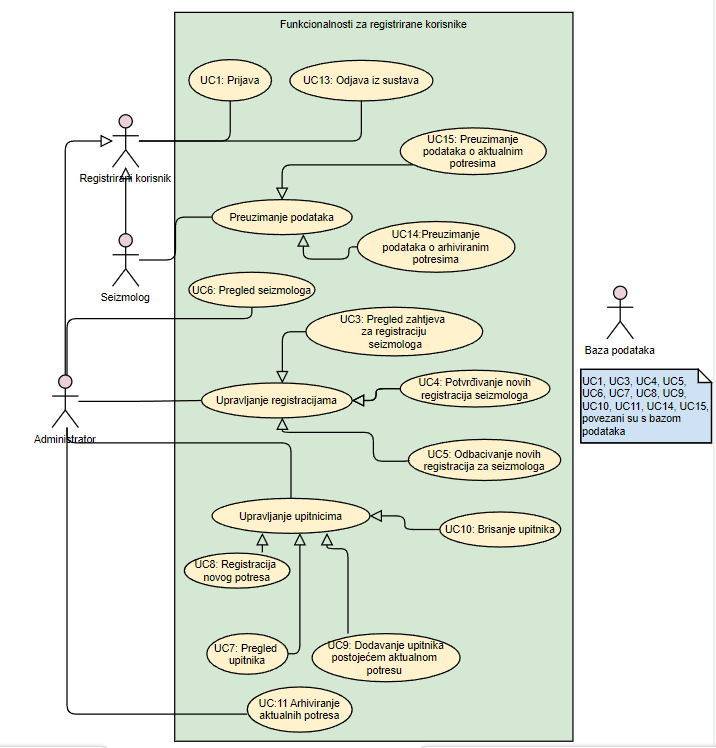 Funkcionalnosti za registrirane korisnike
UC1: Prijava
UC13: Odjava iz sustava
UC15: Preuzimanje
podataka o aktualnim
potresima
Registrirani korisnik
Preuzimanje podataka
UC14:Preuzimanje
podataka o arhiviranim
potresima
Seizmolog
UC6: Pregled seizmologa
UC3: Pregled zahtjeva
za registraciju
seizmologa
Baza podataka
UC1, UC3, UC4, UC5,
UC6, UC7, UC8, UC9,
UC10, UC11, UC14, UC15,
povezani su s bazom
podataka
UC4: Potvrđivanje novih
registracija seizmologa
Upravljanje registracijama
Administrator
UC5: Odbacivanje novih
registracija za seizmologa
Upravljanje upitnicima
UC10: Brisanje upitnika
UC8: Registracija
novog potresa
UC7: Pregled
upitnika
UC9: Dodavanje upitnika
postojećem aktualnom
potresu
UC:11 Arhiviranje
aktualnih potresa